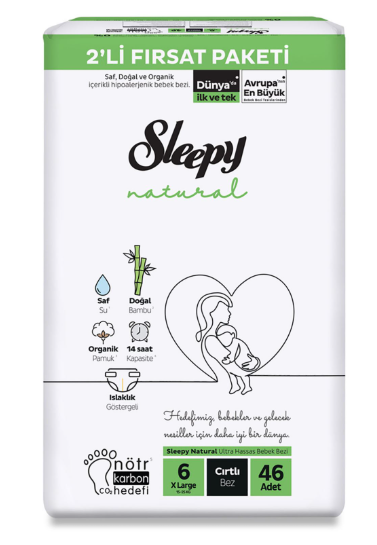 2'Lİ FIRSAT PAKETİ
Saf, Doğal ve Organik
içerikli hipoalerjenik bebek bezi.
Dünya'da
ilk ve tek
Avrupa'nın
En Büyük
Sleepy
natural
Saf
Su
Doğal
Bambu
Organik
Pamuk
14 saat
Kapasite
Islaklık
Göstergeli
Hedefimiz, bebekler ve gelecek
nesiller için daha iyi bir dünya.
Sleepy Natural Ultra Hassas Bebek Bezi
6
X Large
Cırtlı
Bez
46
Adet
nötr
karbon
CO₂ hedefi